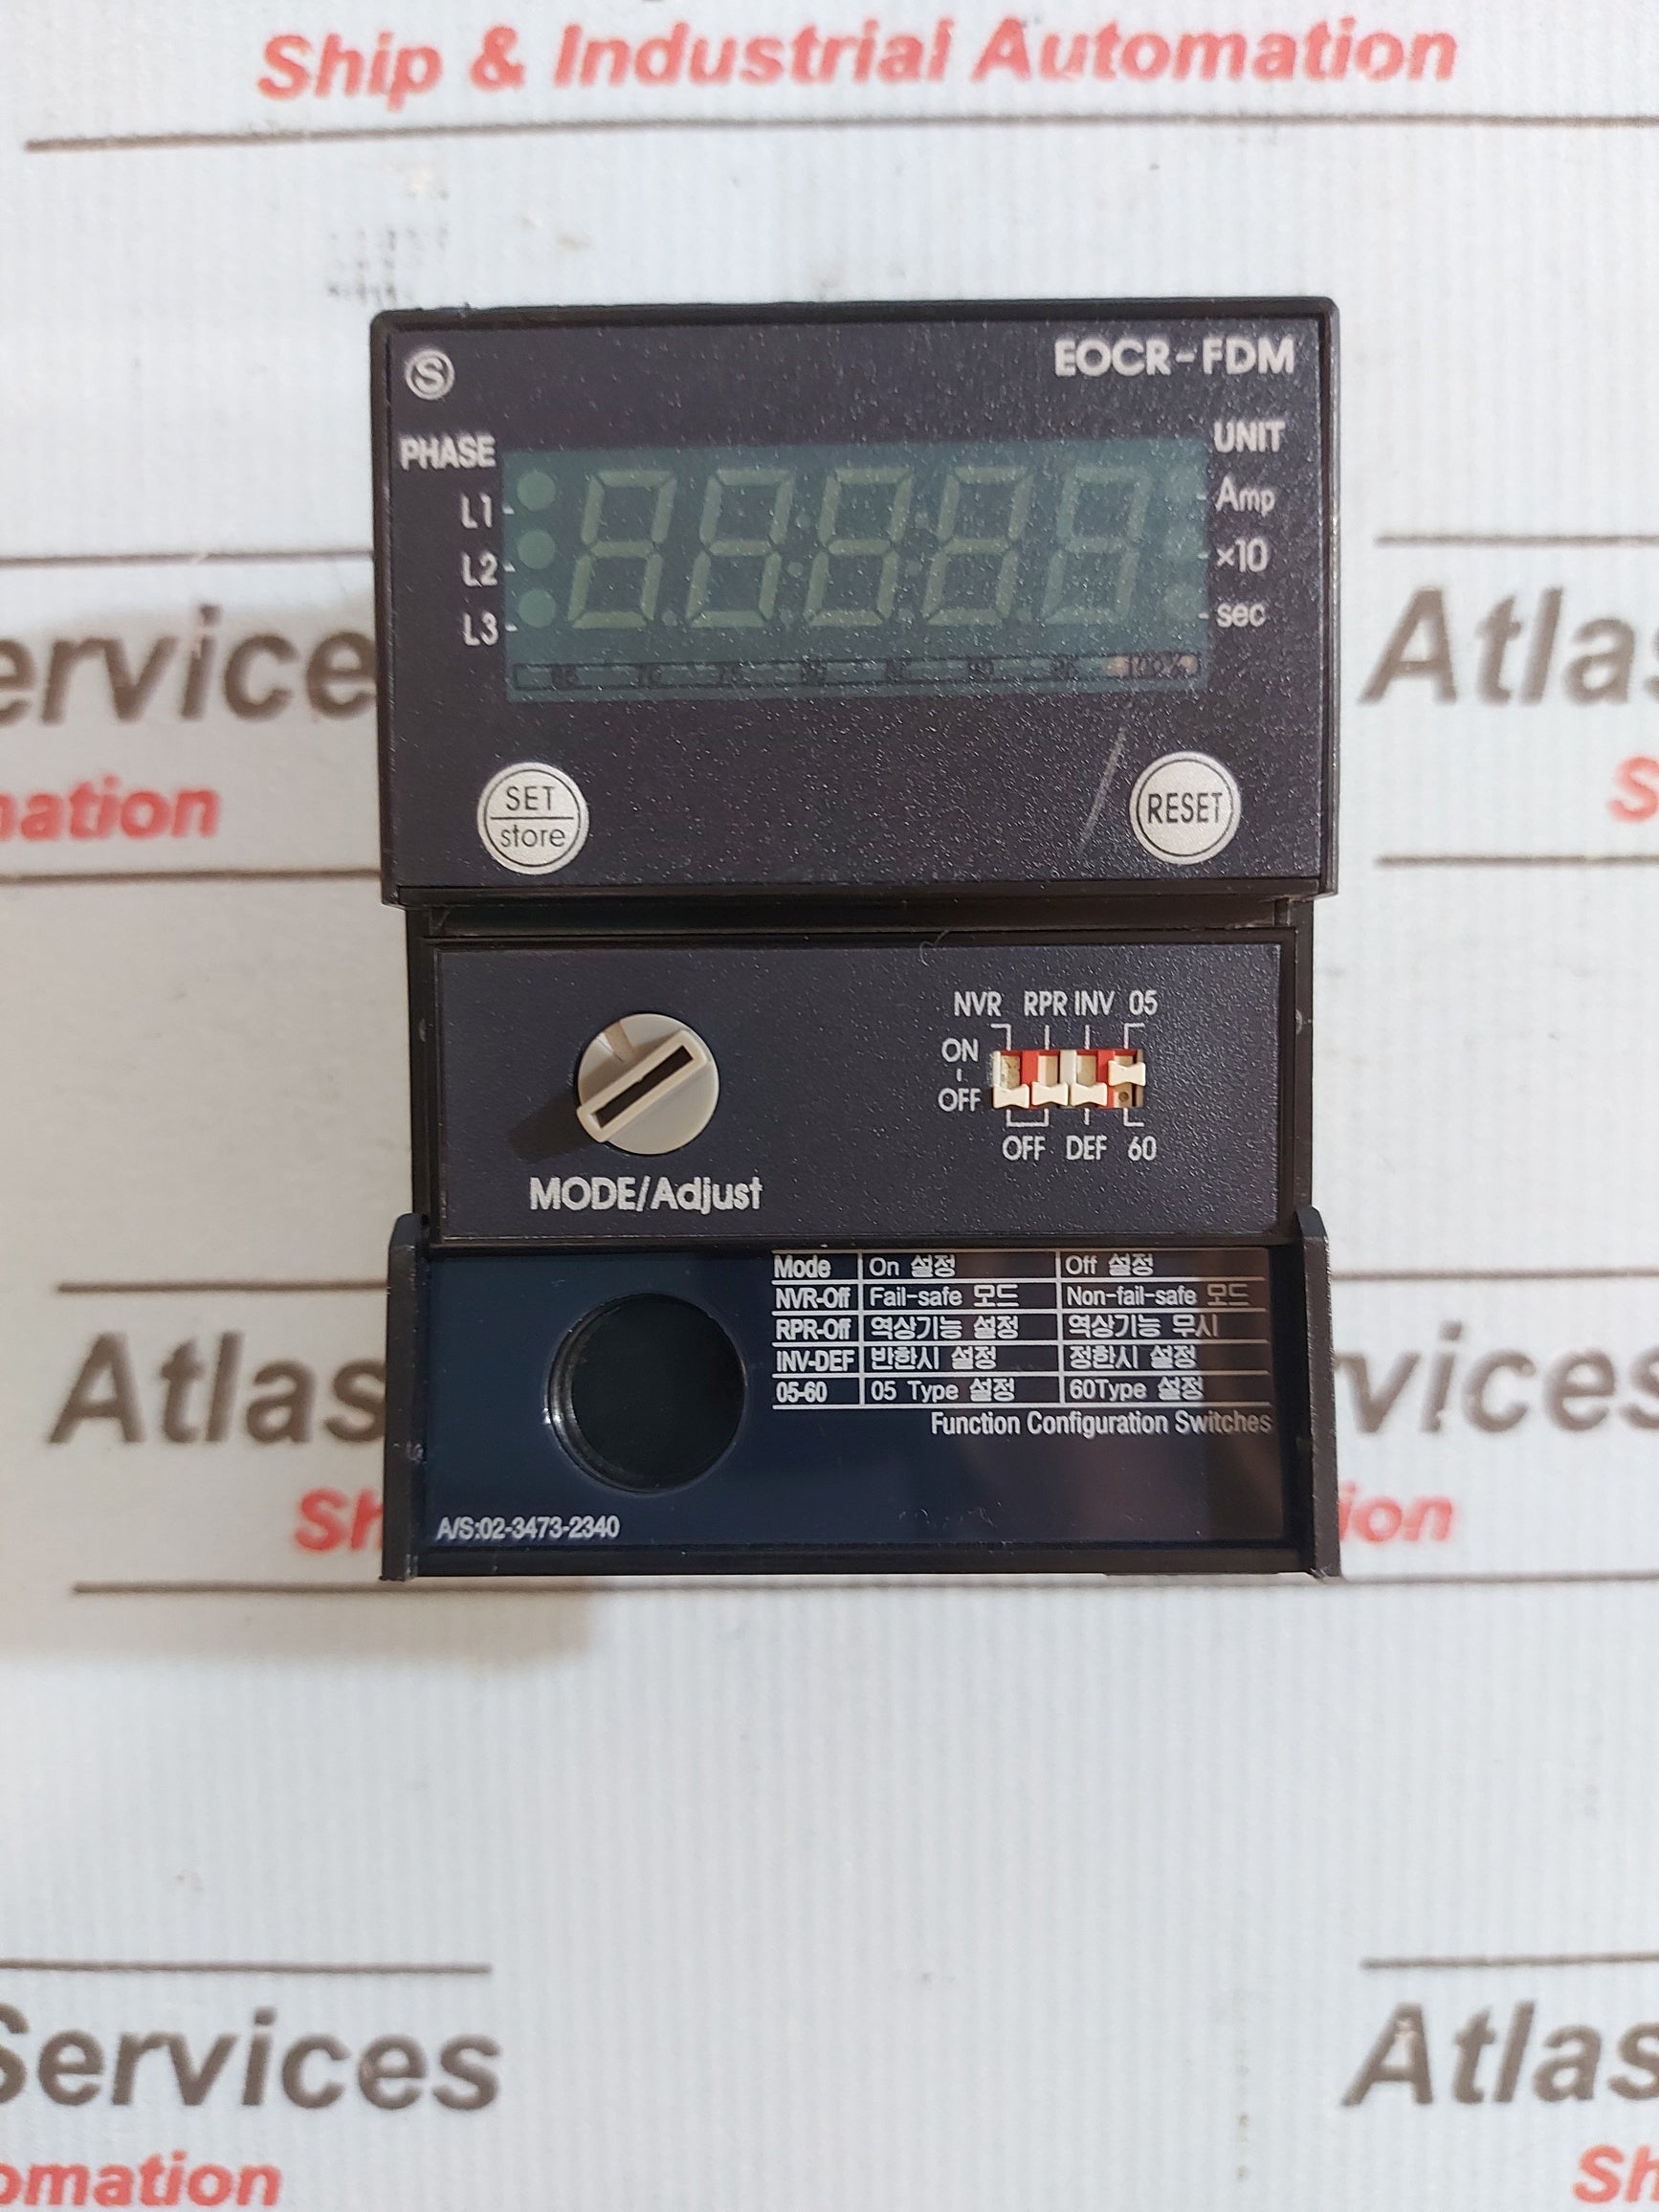 Ship & Industrial Automation
S
EOCR-FDM
PHASE
UNIT
L1
L2
L3
Amp
×10
sec
SET
store
RESET
ervice
mation
Atlas
S
NVR RPR INV 05
ON
OFF
OFF DEF 60
MODE/Adjust
Mode On 설정 Off 설정
NVR-Off Fail-safe 모드 Non-fail-safe 모드
RPR-Off 역상기능 설정 역상기능 무시
INV-DEF 반한시 설정 정한시 설정
05-60 05 Type 설정 60Type 설정
Function Configuration Switches
A/S:02-3473-2340
Atlas
vices
Sh
ion
Services
omation
Atlas
Sh